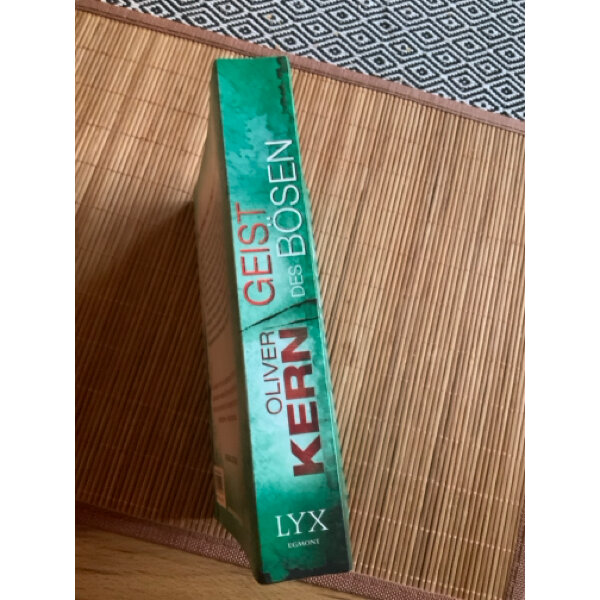 OLIVER
KERN
GEIST
DES BÖSEN
LYX
EGMONT